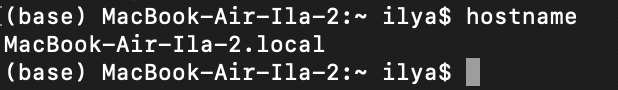 (base) MacBook-Air-Ila-2:~ ilya$ hostname
MacBook-Air-Ila-2.local
(base) MacBook-Air-Ila-2:~ ilya$